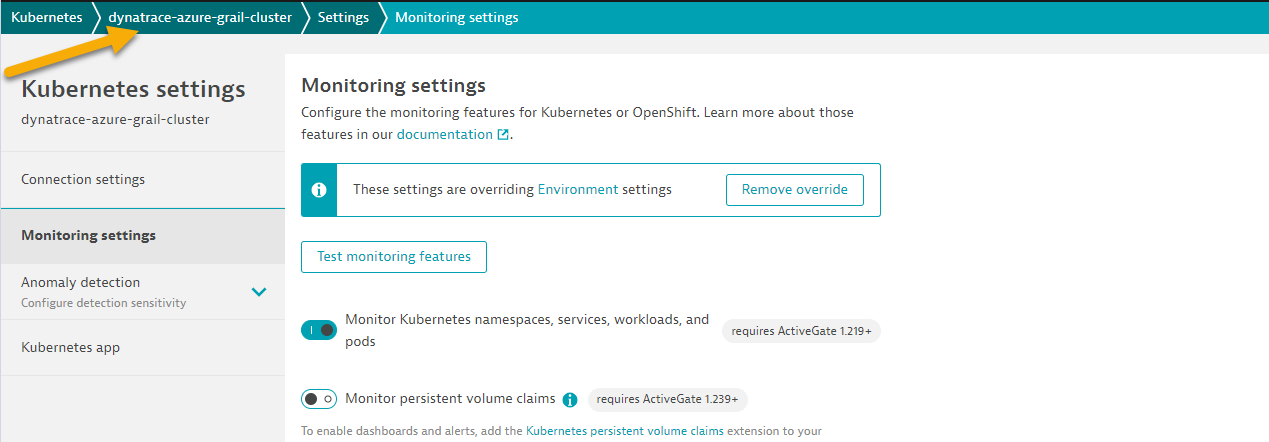 Kubernetes dynatrace-azure-grail-cluster Settings Monitoring settings
Kubernetes settings
dynatrace-azure-grail-cluster
Connection settings
Monitoring settings
Anomaly detection
Configure detection sensitivity
Kubernetes app
Monitoring settings
Configure the monitoring features for Kubernetes or OpenShift. Learn more about those
features in our documentation.
These settings are overriding Environment settings
Remove override
Test monitoring features
Monitor Kubernetes namespaces, services, workloads, and
pods
requires ActiveGate 1.219+
Monitor persistent volume claims
requires ActiveGate 1.239+
To enable dashboards and alerts, add the Kubernetes persistent volume claims extension to your